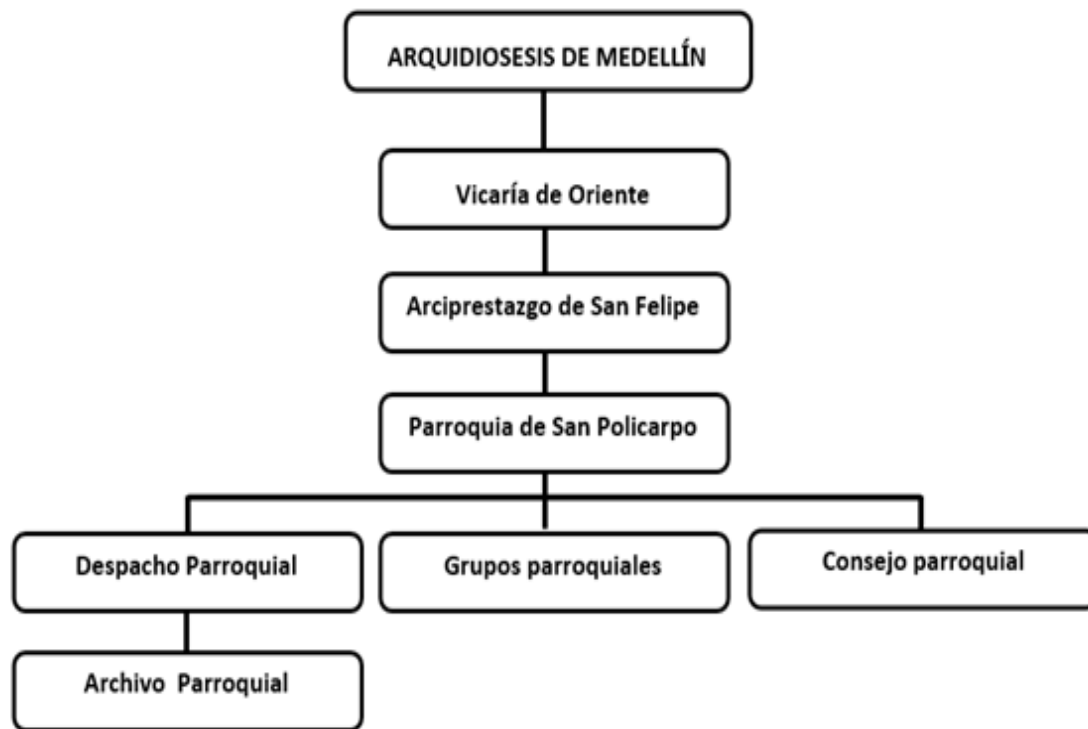 ARQUIDIOSESIS DE MEDELLÍN
Vicaría de Oriente
Arciprestazgo de San Felipe
Parroquia de San Policarpo
Despacho Parroquial
Grupos parroquiales
Consejo parroquial
Archivo Parroquial